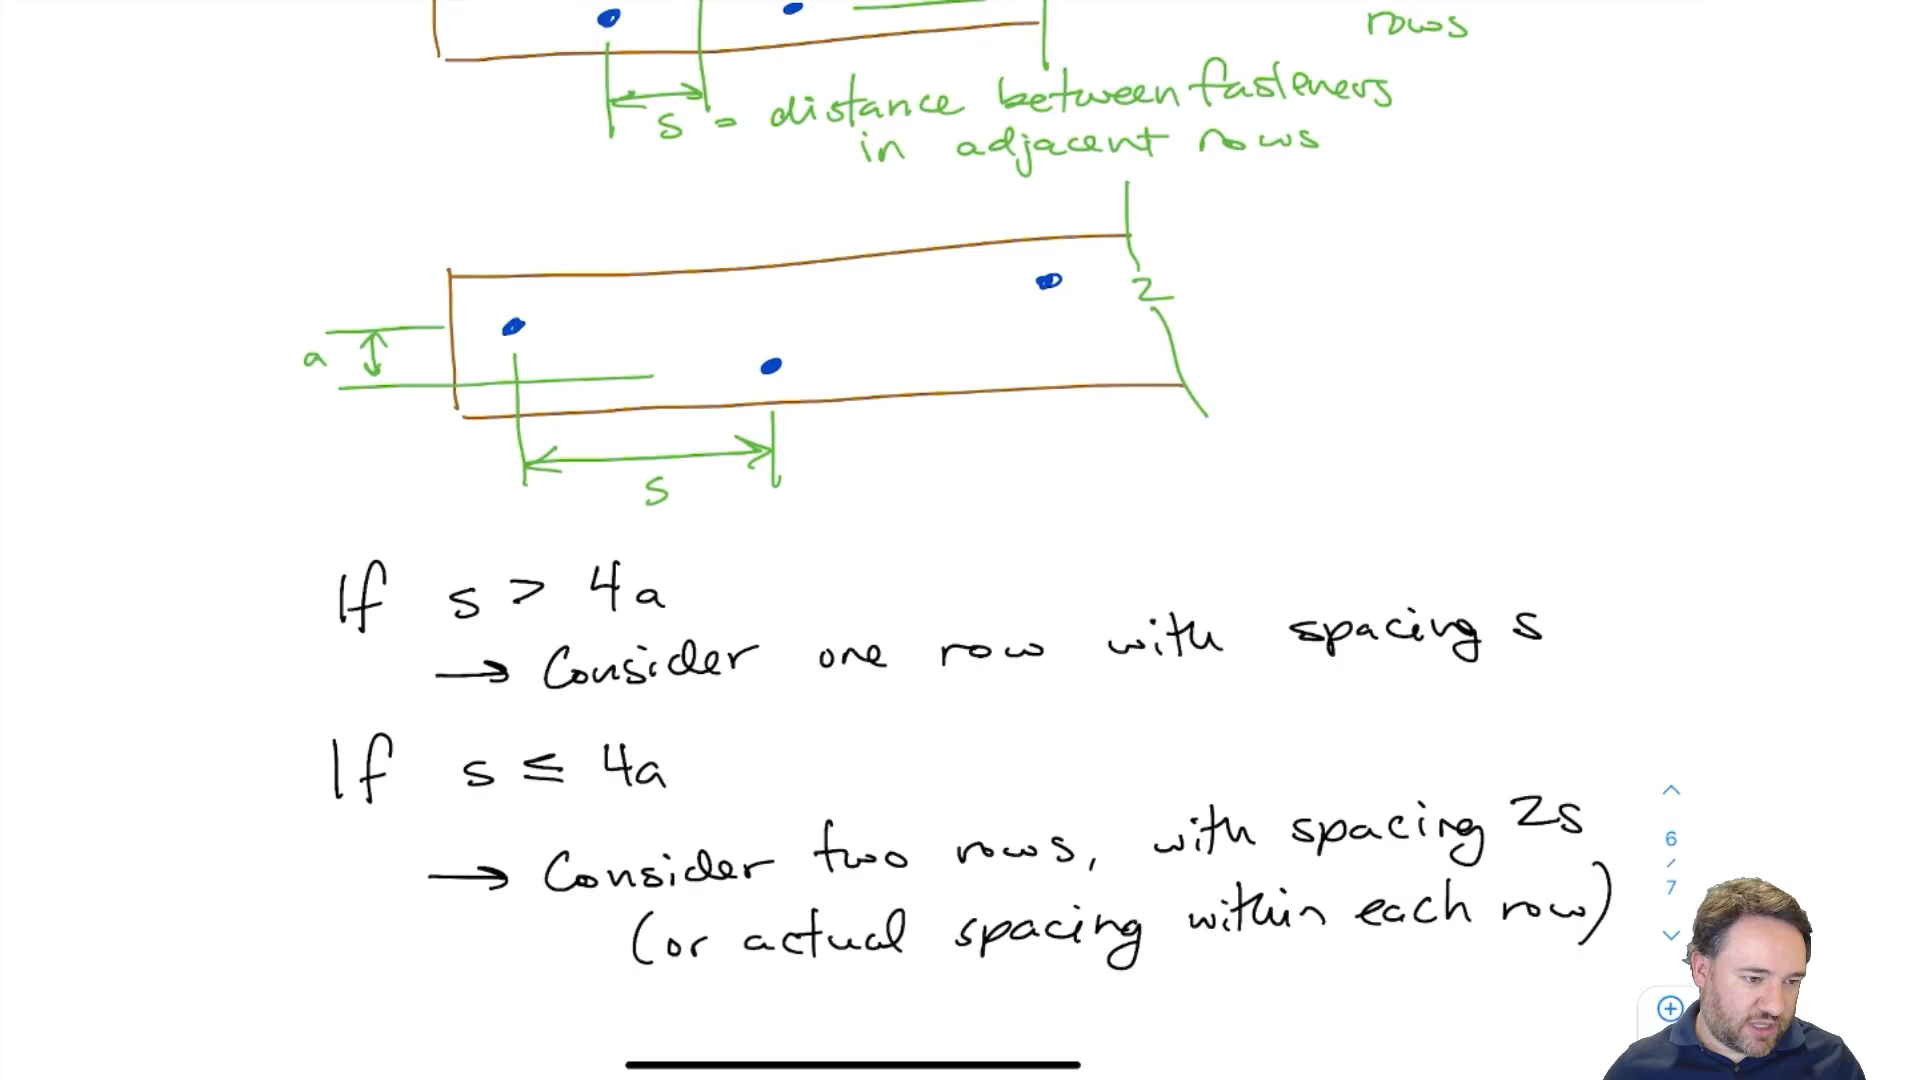 rows
s = distance between fasteners
in adjacent rows
2
a
s
If s > 4a
→ Consider one row with spacing s
If s ≤ 4a
→ Consider two rows, with spacing 2s
(or actual spacing within each row)
6
/
7